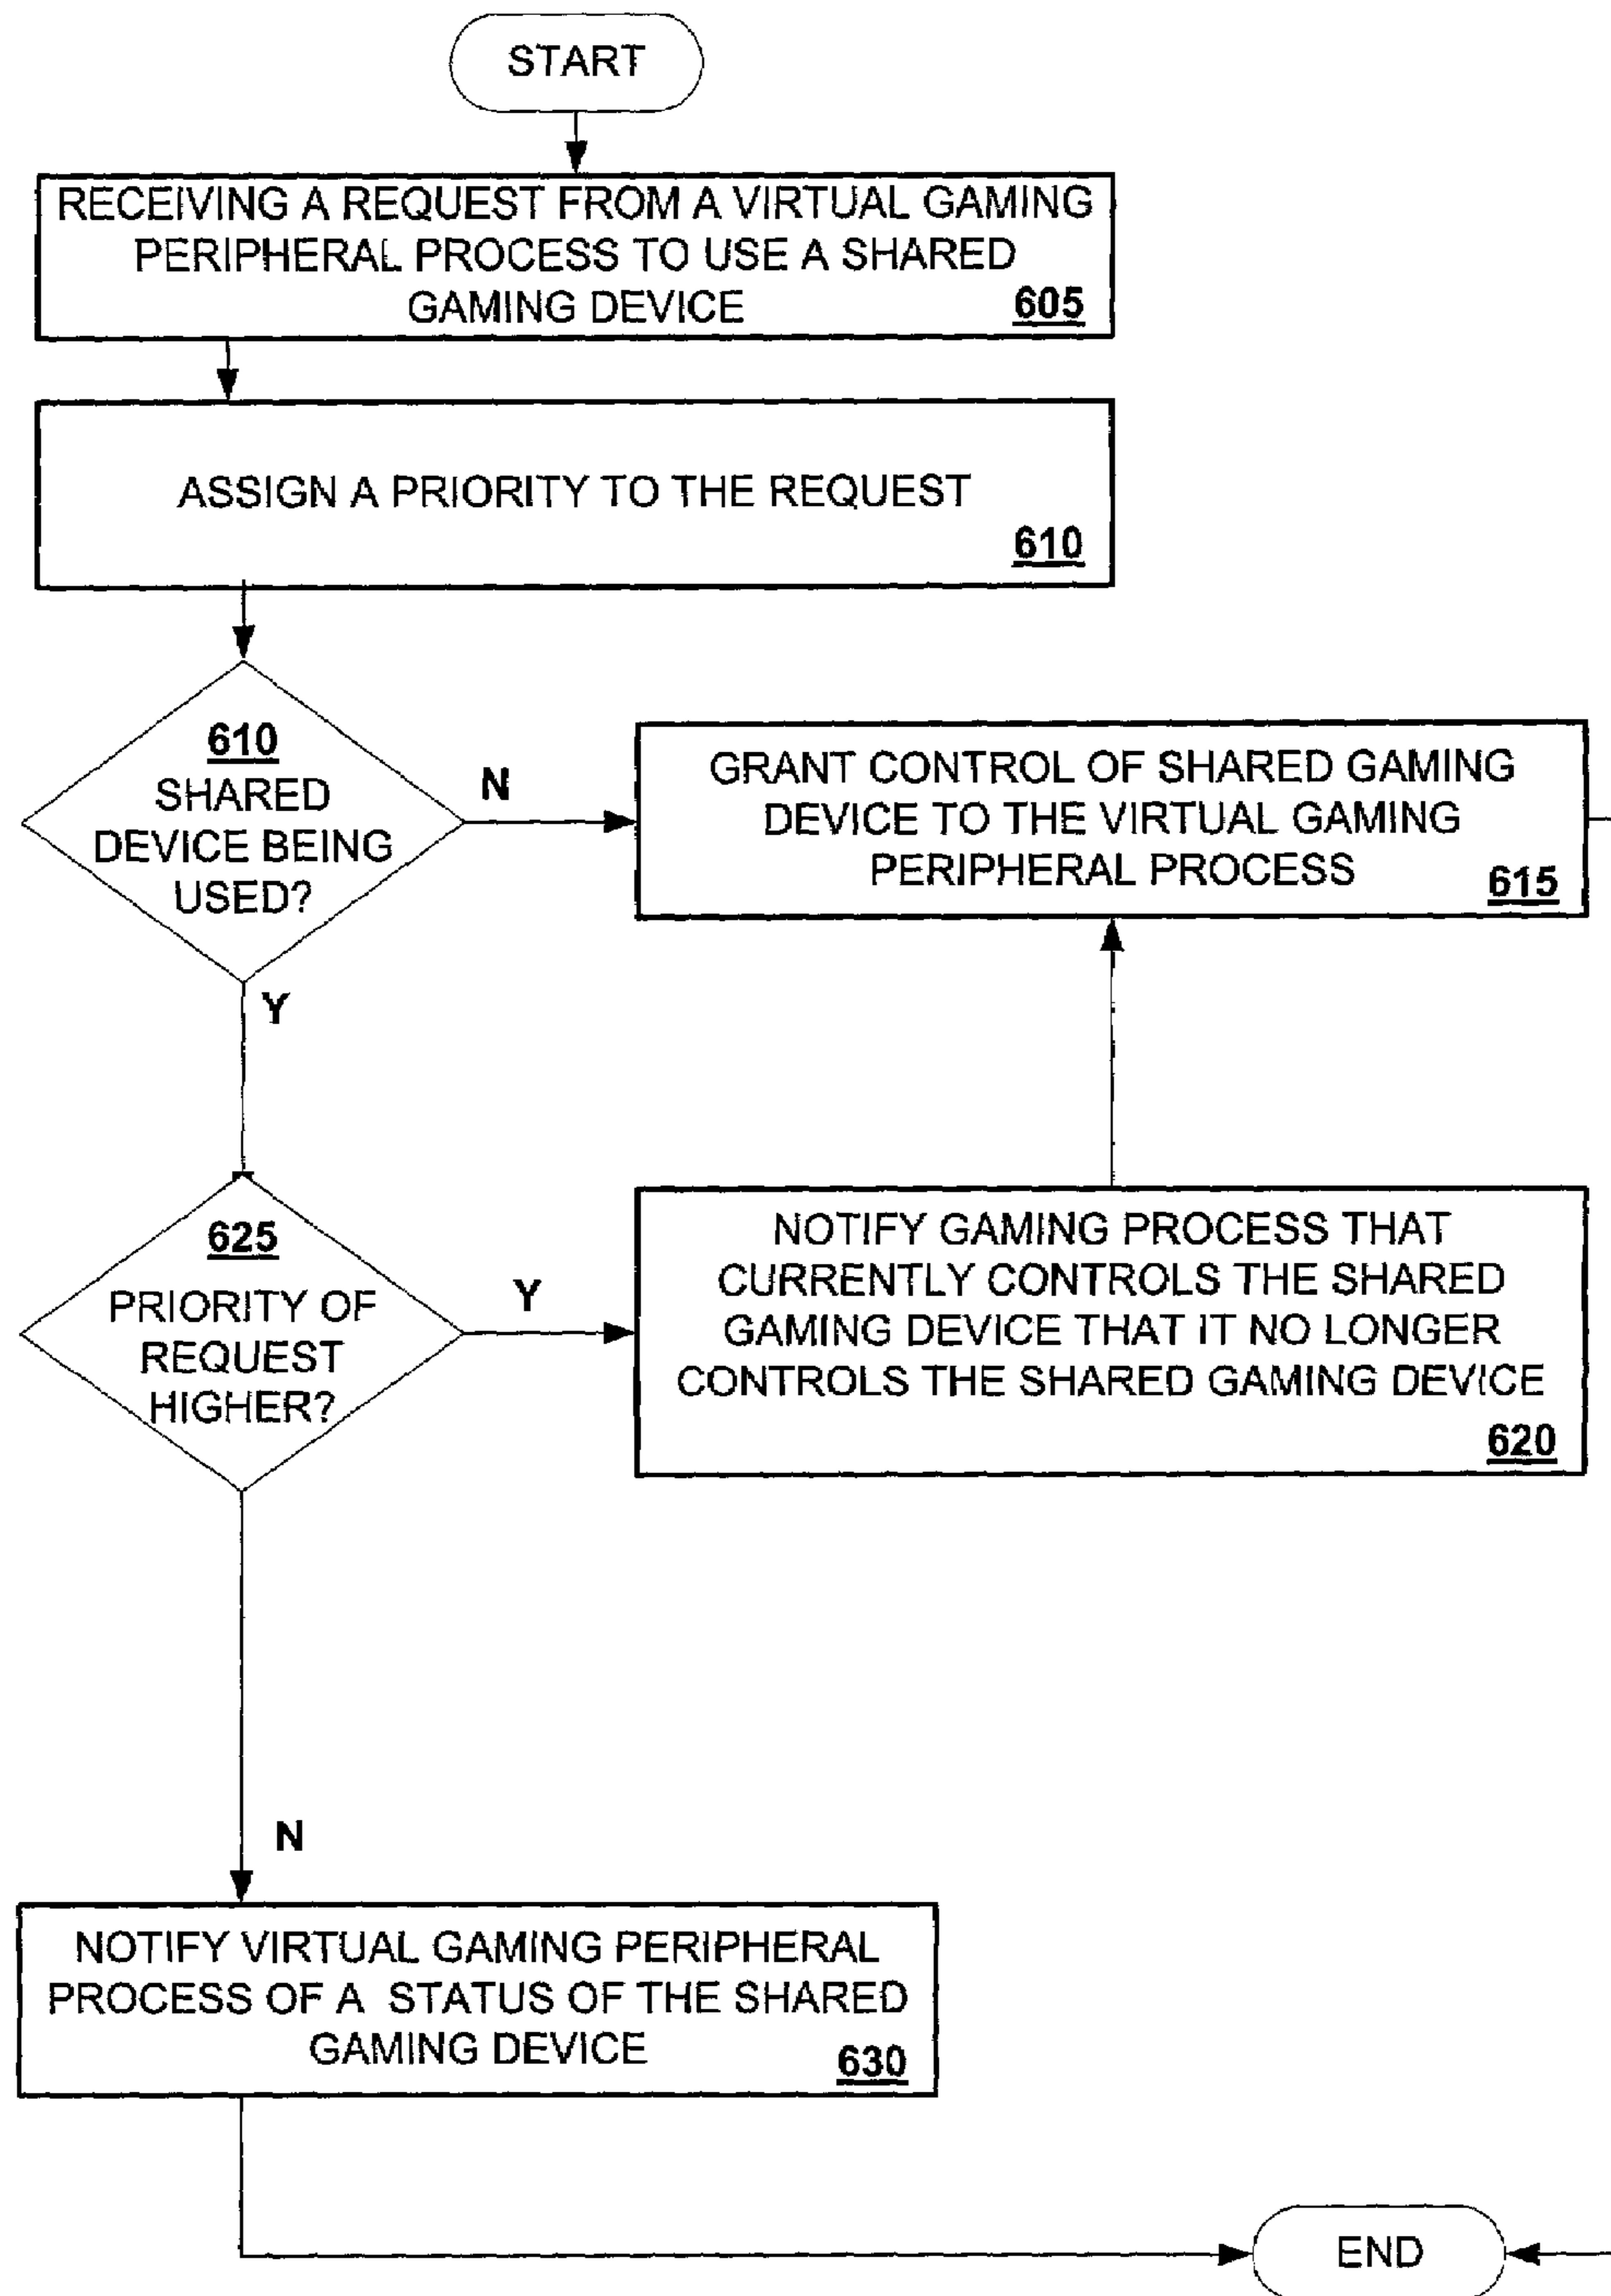 START
RECEIVING A REQUEST FROM A VIRTUAL GAMING
PERIPHERAL PROCESS TO USE A SHARED
GAMING DEVICE
605
ASSIGN A PRIORITY TO THE REQUEST
610
610
SHARED
DEVICE BEING
USED?
N
GRANT CONTROL OF SHARED GAMING
DEVICE TO THE VIRTUAL GAMING
PERIPHERAL PROCESS
615
Y
625
PRIORITY OF
REQUEST
HIGHER?
Y
NOTIFY GAMING PROCESS THAT
CURRENTLY CONTROLS THE SHARED
GAMING DEVICE THAT IT NO LONGER
CONTROLS THE SHARED GAMING DEVICE
620
N
NOTIFY VIRTUAL GAMING PERIPHERAL
PROCESS OF A STATUS OF THE SHARED
GAMING DEVICE
630
END